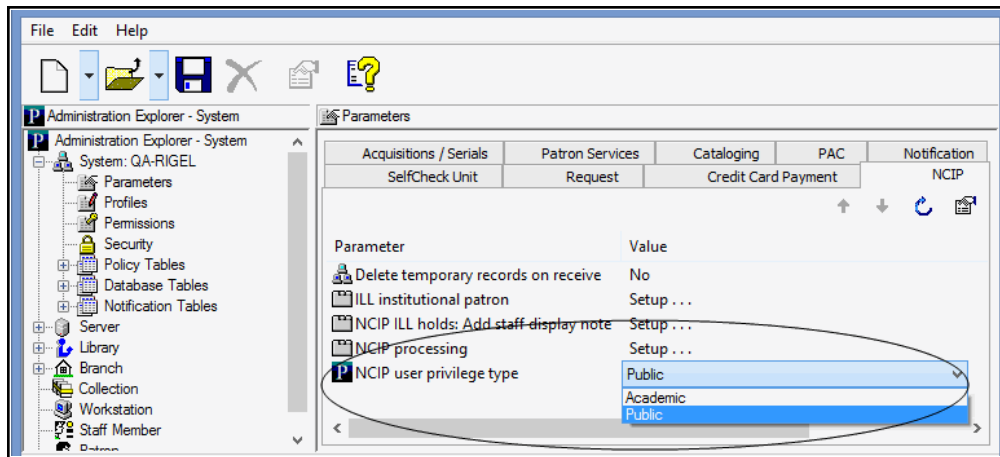 File Edit Help
Administration Explorer - System
Parameters
Administration Explorer - System
System: QA-RIGEL
Parameters
Profiles
Permissions
Security
Policy Tables
Database Tables
Notification Tables
Server
Library
Branch
Collection
Workstation
Staff Member
Patron
Acquisitions / Serials Patron Services Cataloging PAC Notification
SelfCheck Unit Request Credit Card Payment NCIP
Parameter Value
Delete temporary records on receive No
ILL institutional patron Setup . . .
NCIP ILL holds: Add staff display note Setup . . .
NCIP processing Setup . . .
NCIP user privilege type Public
Academic
Public